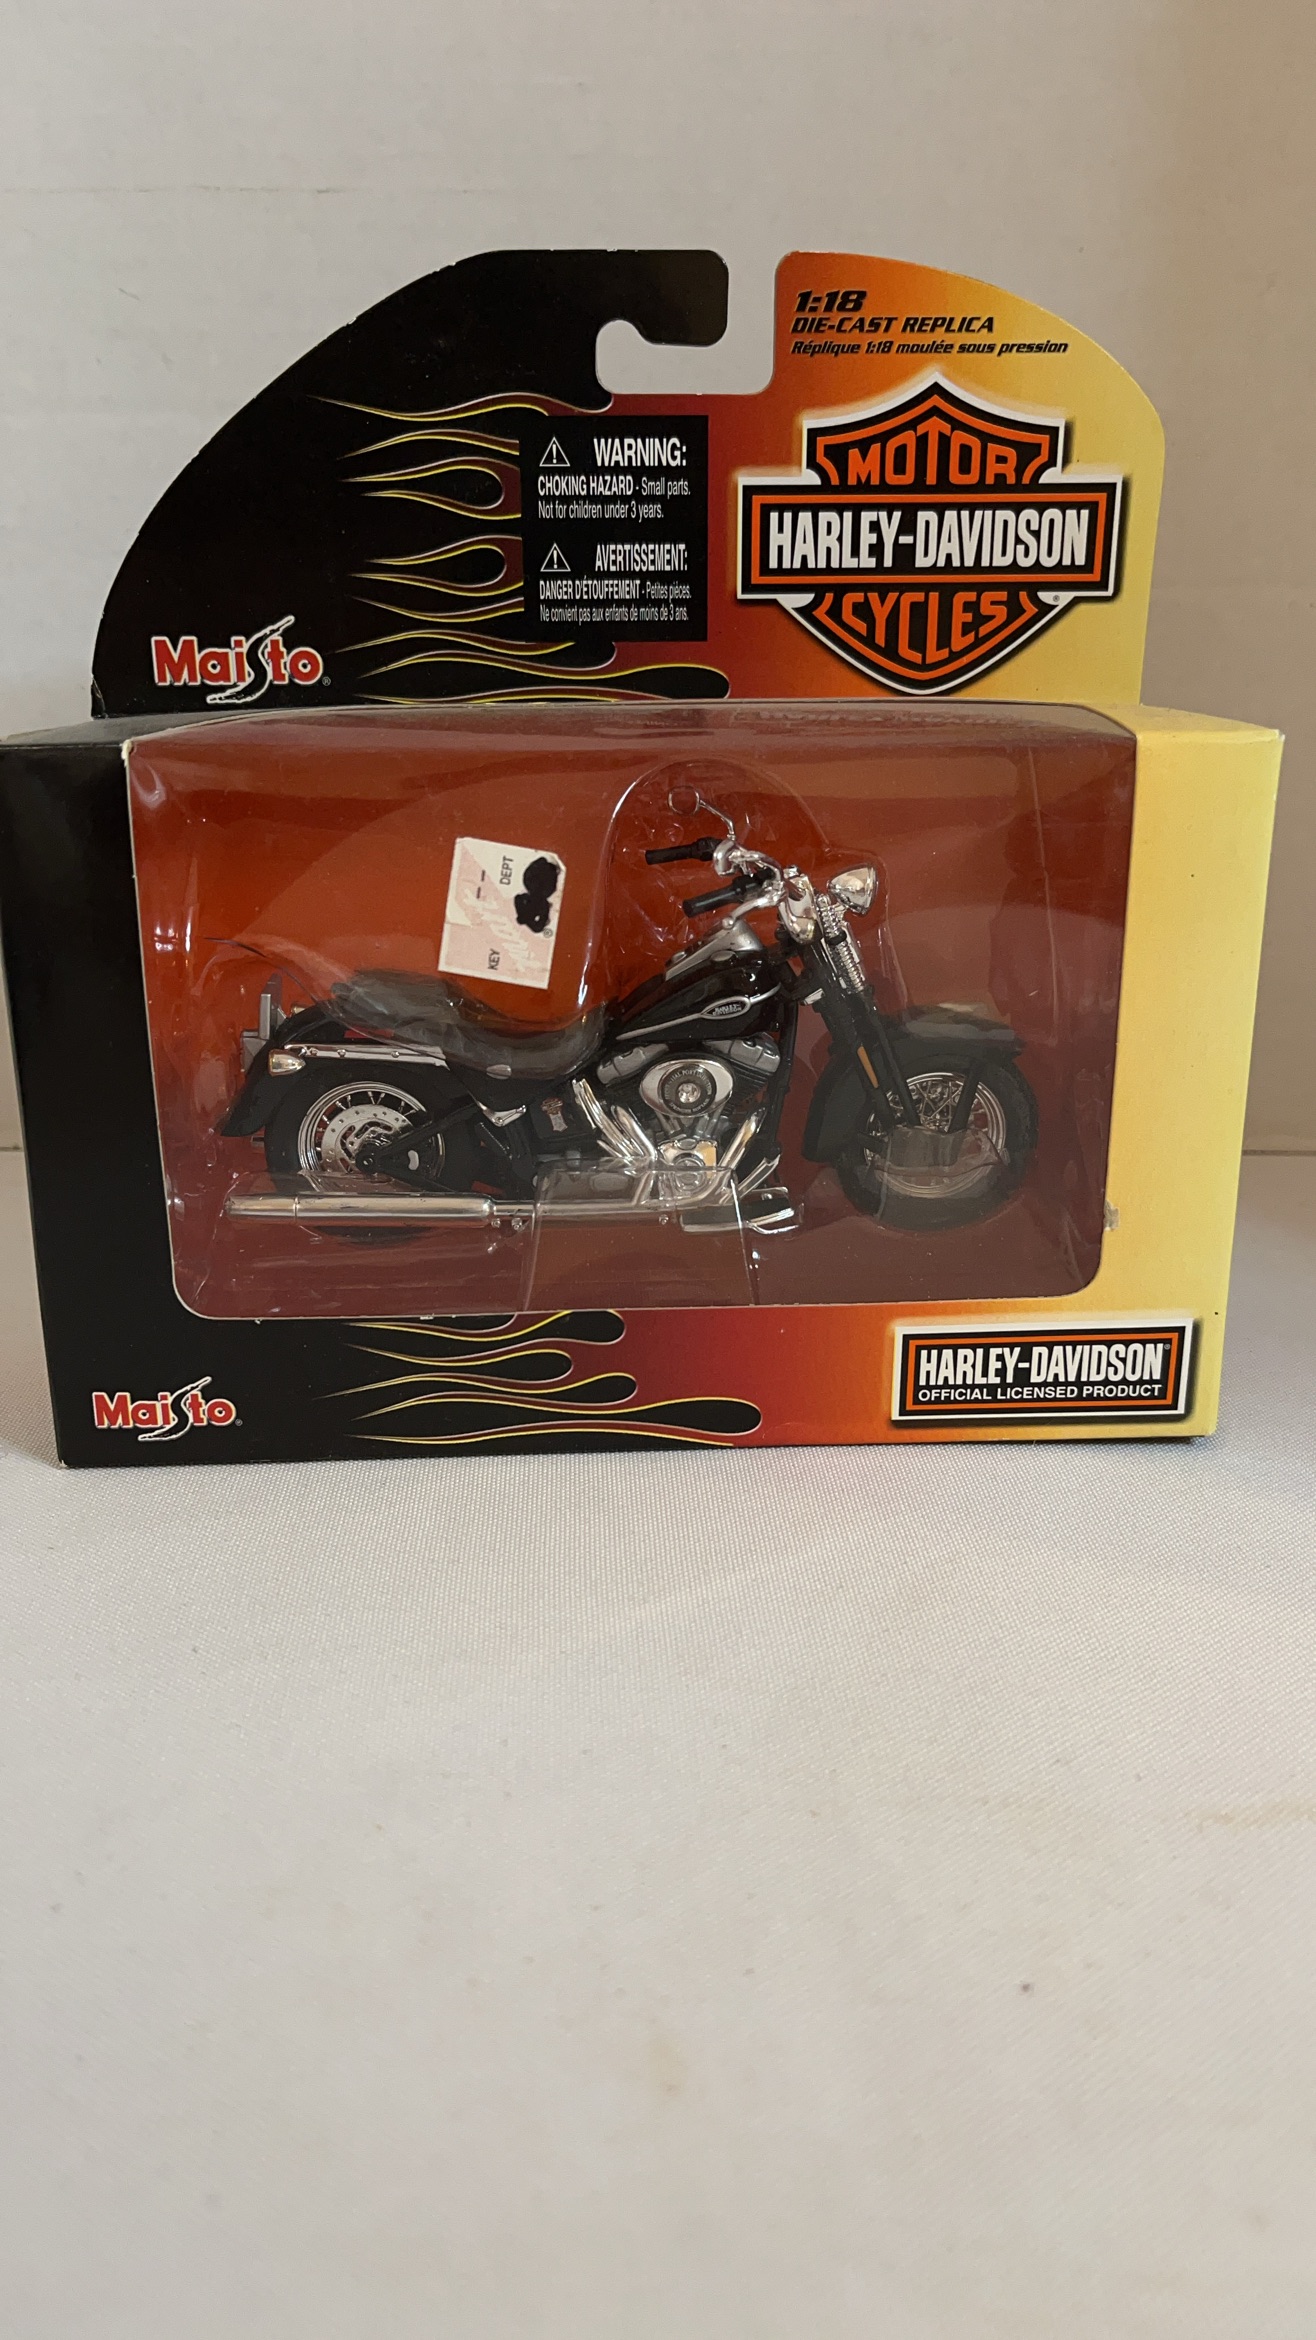 1:18
DIE-CAST REPLICA
Réplique 1:18 moulée sous pression
WARNING:
CHOKING HAZARD - Small parts.
Not for children under 3 years.
AVERTISSEMENT:
DANGER D'ÉTOUFFEMENT - Petites pièces.
Ne convient pas aux enfants de moins de 3 ans.
MOTOR
HARLEY-DAVIDSON
CYCLES
®
Maisto®
KEY DEPT
Maisto®
HARLEY-DAVIDSON®
OFFICIAL LICENSED PRODUCT